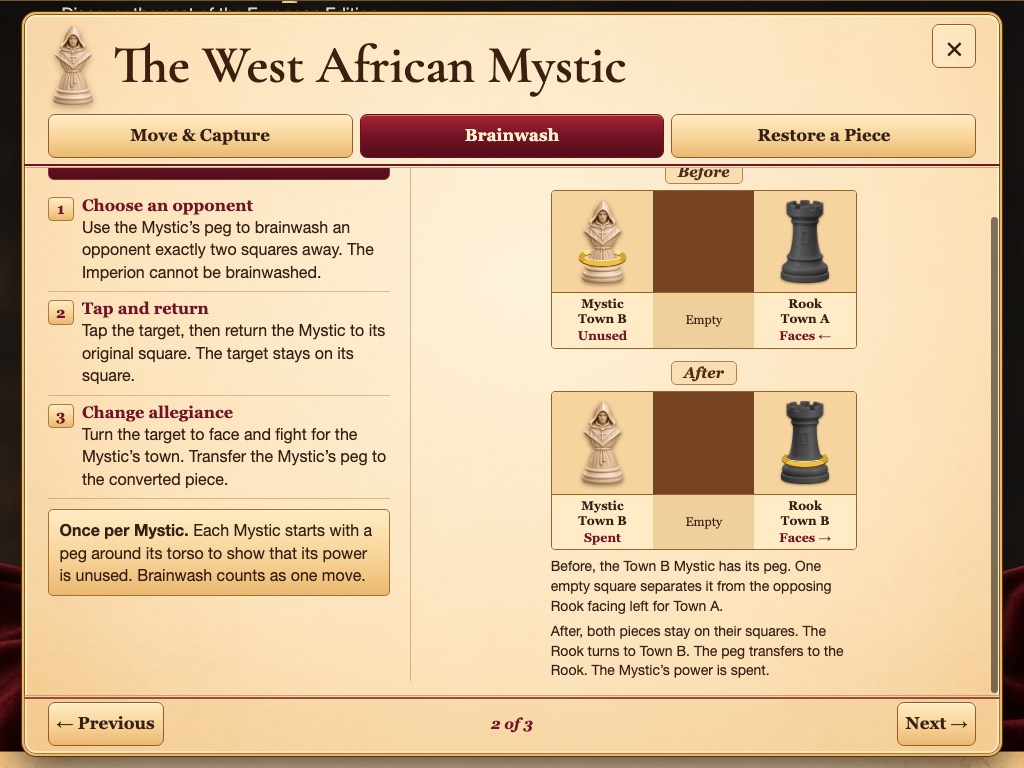 The West African Mystic
×
Move & Capture
Brainwash
Restore a Piece
1
Choose an opponent
Use the Mystic’s peg to brainwash an
opponent exactly two squares away. The
Imperion cannot be brainwashed.
2
Tap and return
Tap the target, then return the Mystic to its
original square. The target stays on its
square.
3
Change allegiance
Turn the target to face and fight for the
Mystic’s town. Transfer the Mystic’s peg to
the converted piece.
Once per Mystic. Each Mystic starts with a
peg around its torso to show that its power
is unused. Brainwash counts as one move.
Before
Mystic
Town B
Unused
Empty
Rook
Town A
Faces ←
After
Mystic
Town B
Spent
Empty
Rook
Town B
Faces →
Before, the Town B Mystic has its peg. One
empty square separates it from the opposing
Rook facing left for Town A.
After, both pieces stay on their squares. The
Rook turns to Town B. The peg transfers to the
Rook. The Mystic’s power is spent.
← Previous
2 of 3
Next →